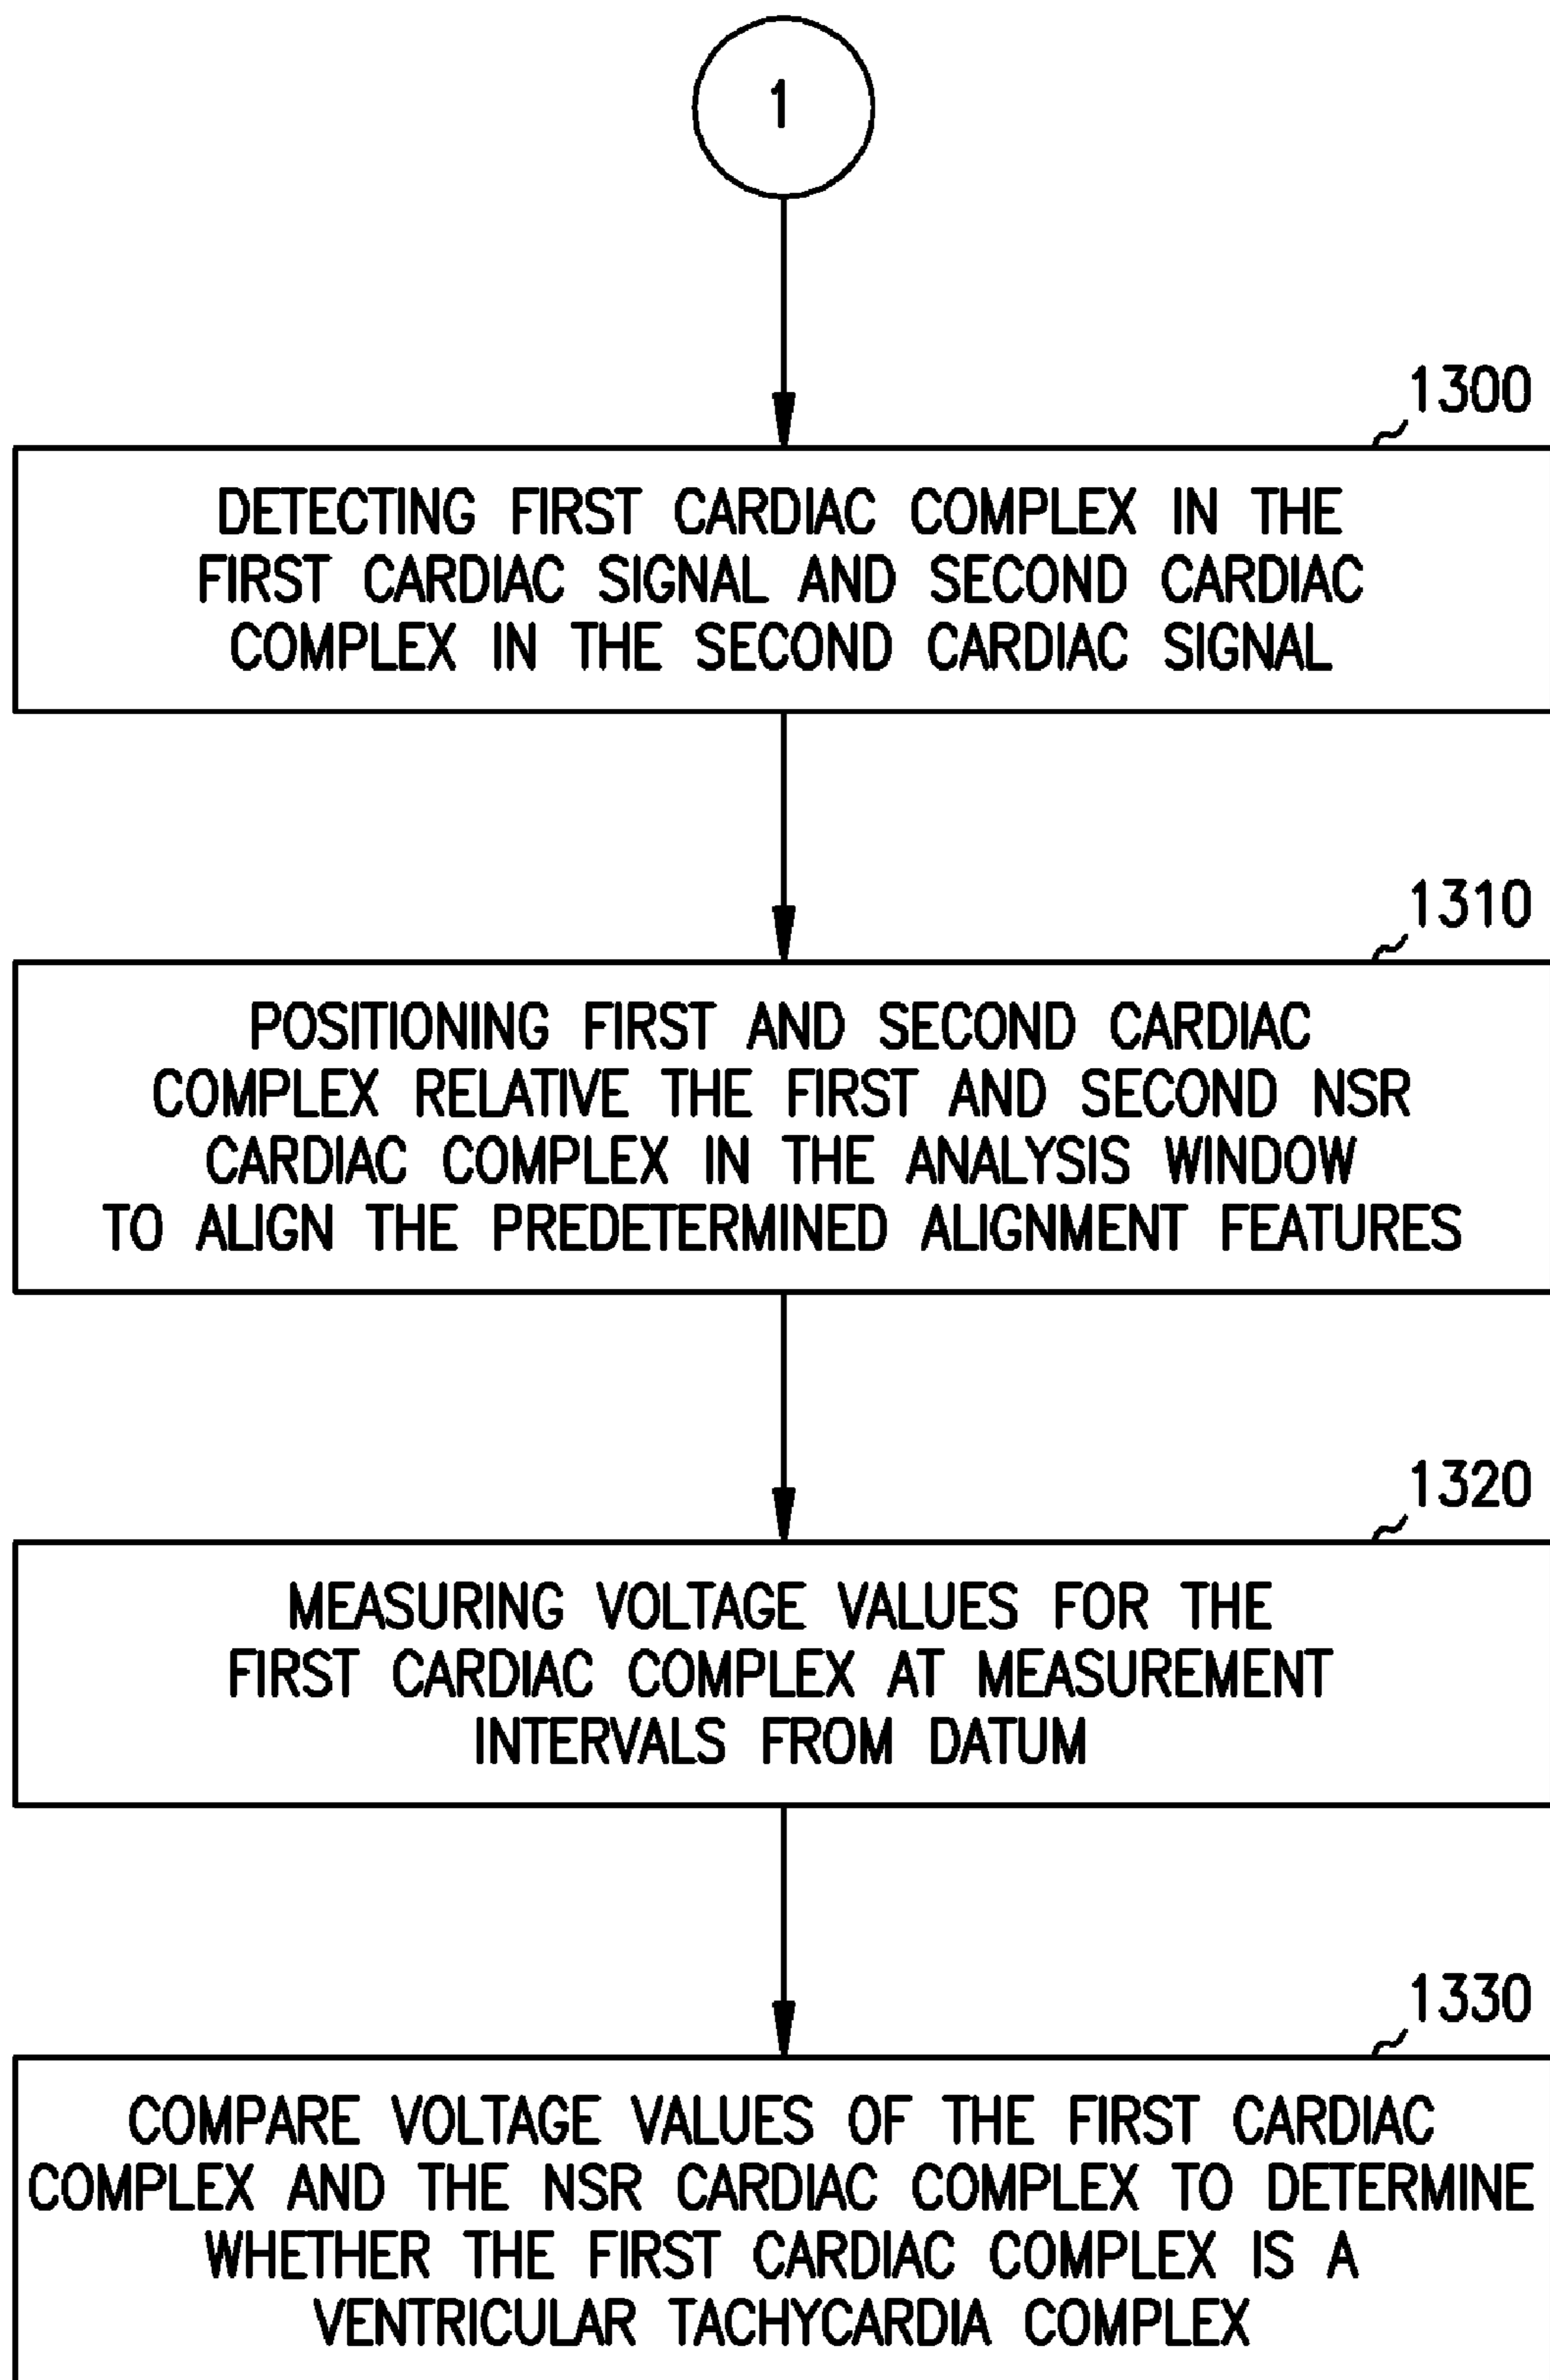 1
1300
DETECTING FIRST CARDIAC COMPLEX IN THE
FIRST CARDIAC SIGNAL AND SECOND CARDIAC
COMPLEX IN THE SECOND CARDIAC SIGNAL
1310
POSITIONING FIRST AND SECOND CARDIAC
COMPLEX RELATIVE THE FIRST AND SECOND NSR
CARDIAC COMPLEX IN THE ANALYSIS WINDOW
TO ALIGN THE PREDETERMINED ALIGNMENT FEATURES
1320
MEASURING VOLTAGE VALUES FOR THE
FIRST CARDIAC COMPLEX AT MEASUREMENT
INTERVALS FROM DATUM
1330
COMPARE VOLTAGE VALUES OF THE FIRST CARDIAC
COMPLEX AND THE NSR CARDIAC COMPLEX TO DETERMINE
WHETHER THE FIRST CARDIAC COMPLEX IS A
VENTRICULAR TACHYCARDIA COMPLEX